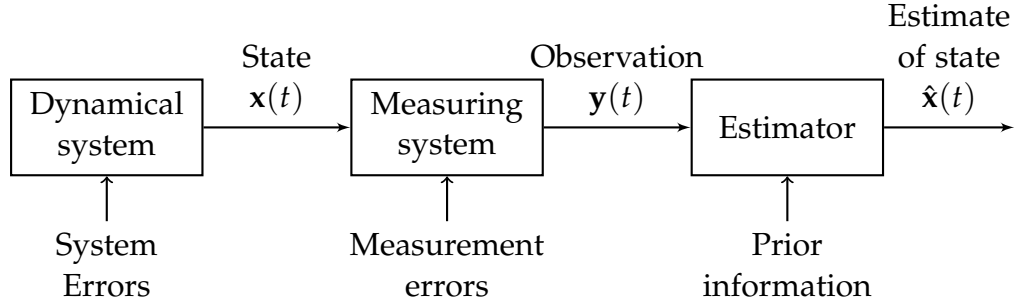 Estimate
State
Observation
of state
Dynamical
system
𝐱(t)
Measuring
system
𝐲(t)
Estimator
𝐱̂(t)
System
Errors
Measurement
errors
Prior
information